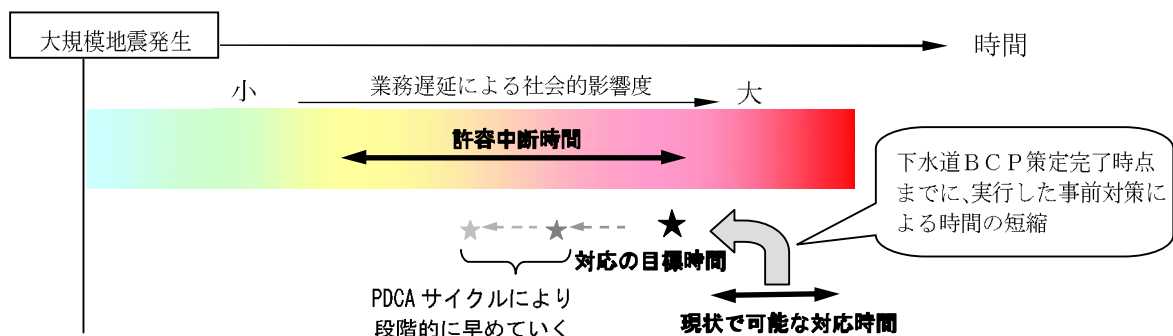 大規模地震発生
時間
小
業務遅延による社会的影響度
大
許容中断時間
下水道ＢＣＰ策定完了時点
までに、実行した事前対策に
よる時間の短縮
対応の目標時間
PDCA サイクルにより
段階的に早めていく
現状で可能な対応時間